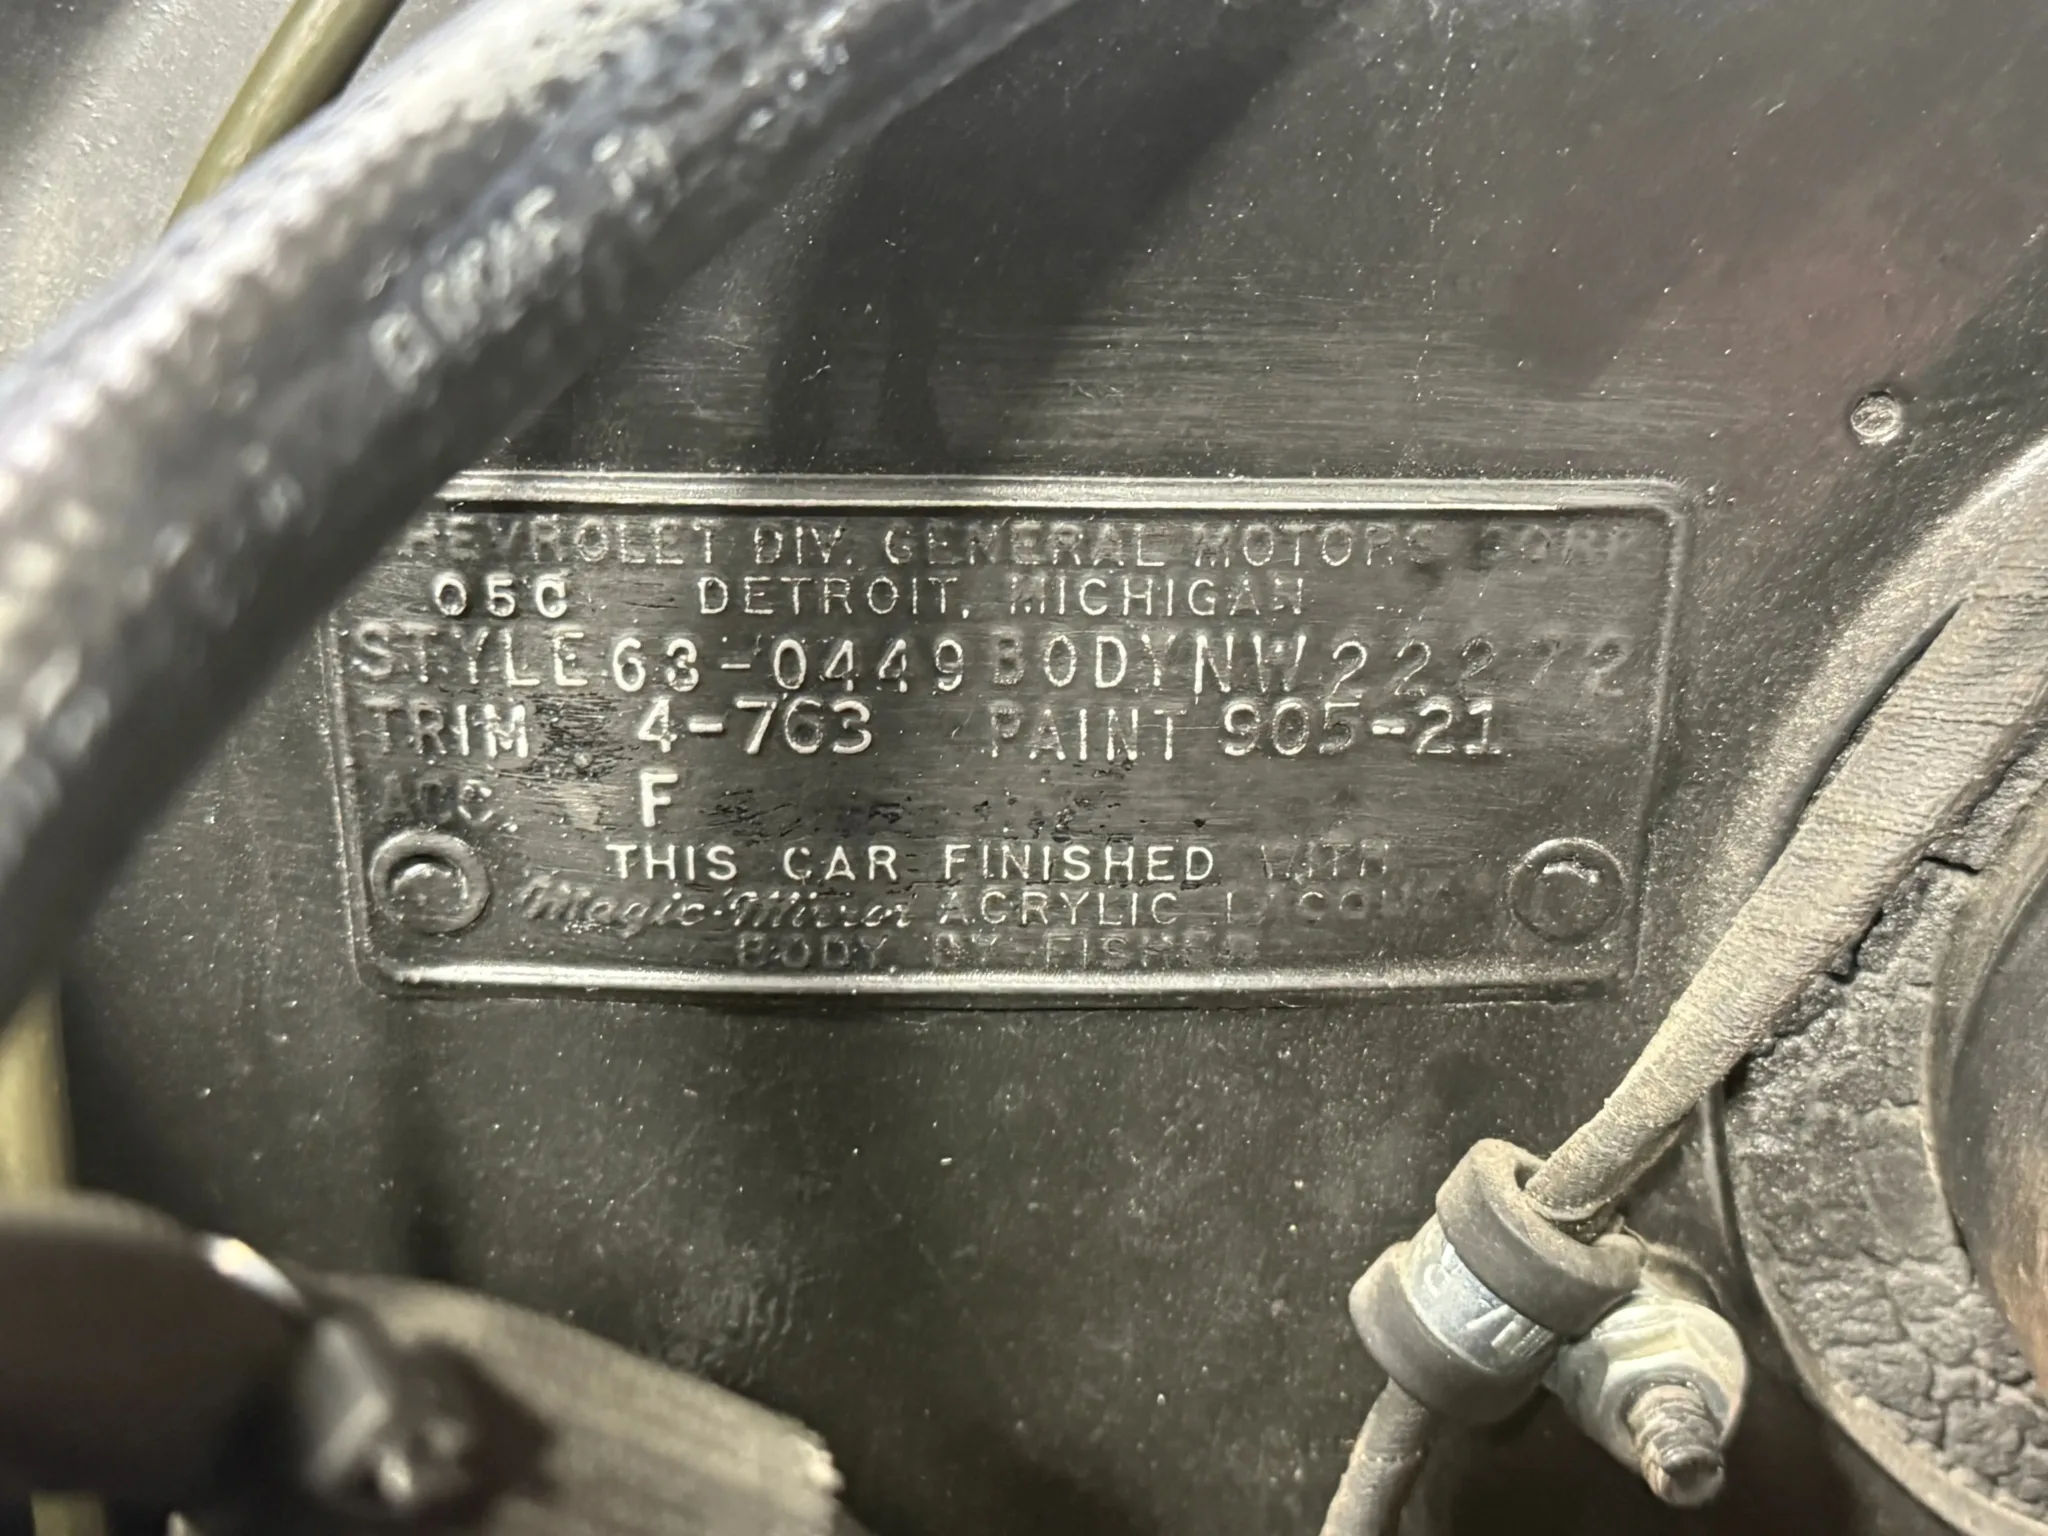 CHEVROLET DIV. GENERAL MOTORS CORP.
05C DETROIT, MICHIGAN
STYLE 63-0449 BODY NW 22272
TRIM 4-763 PAINT 905-21
ACC. F
THIS CAR FINISHED WITH
Magic-Mirror ACRYLIC LACQUER
BODY BY FISHER